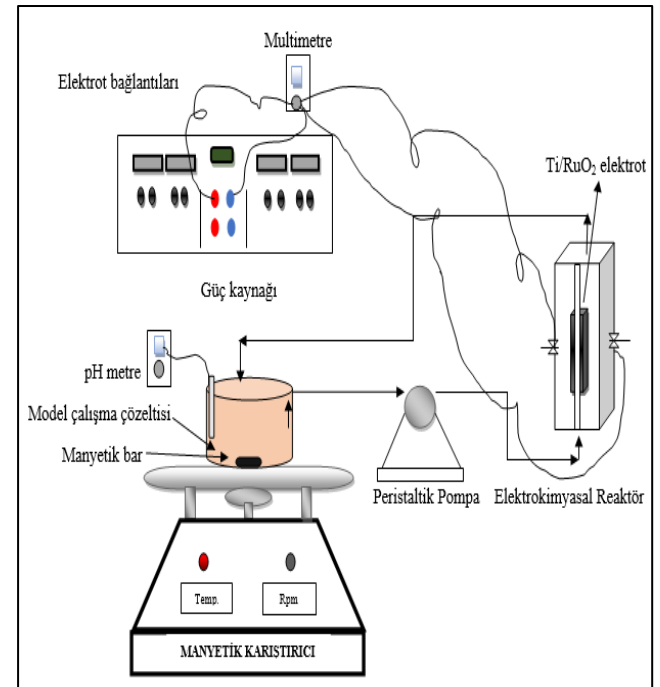 Multimetre
Elektrot bağlantıları
Ti/RuO₂ elektrot
Güç kaynağı
pH metre
Model çalışma çözeltisi
Manyetik bar
Peristaltik Pompa
Elektrokimyasal Reaktör
Temp.
Rpm
MANYETİK KARIŞTIRICI